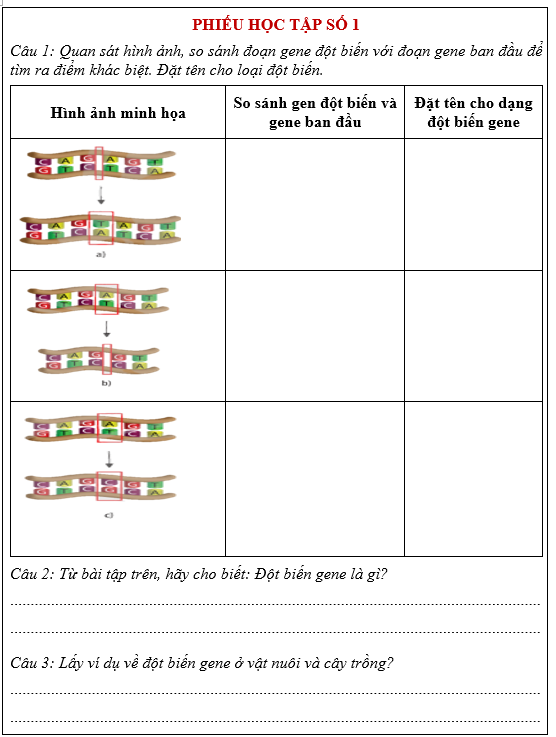 PHIẾU HỌC TẬP SỐ 1
Câu 1: Quan sát hình ảnh, so sánh đoạn gene đột biến với đoạn gene ban đầu để
tìm ra điểm khác biệt. Đặt tên cho loại đột biến.
Hình ảnh minh họa
So sánh gen đột biến và
gene ban đầu
Đặt tên cho dạng
đột biến gene
C A G A G T
G T C T C A
C A G T A G T
G T C A T C A
a)
C A G A G T
G T C T C A
b)
C A G A G T
G T C T C A
c)
Câu 2: Từ bài tập trên, hãy cho biết: Đột biến gene là gì?
Câu 3: Lấy ví dụ về đột biến gene ở vật nuôi và cây trồng?